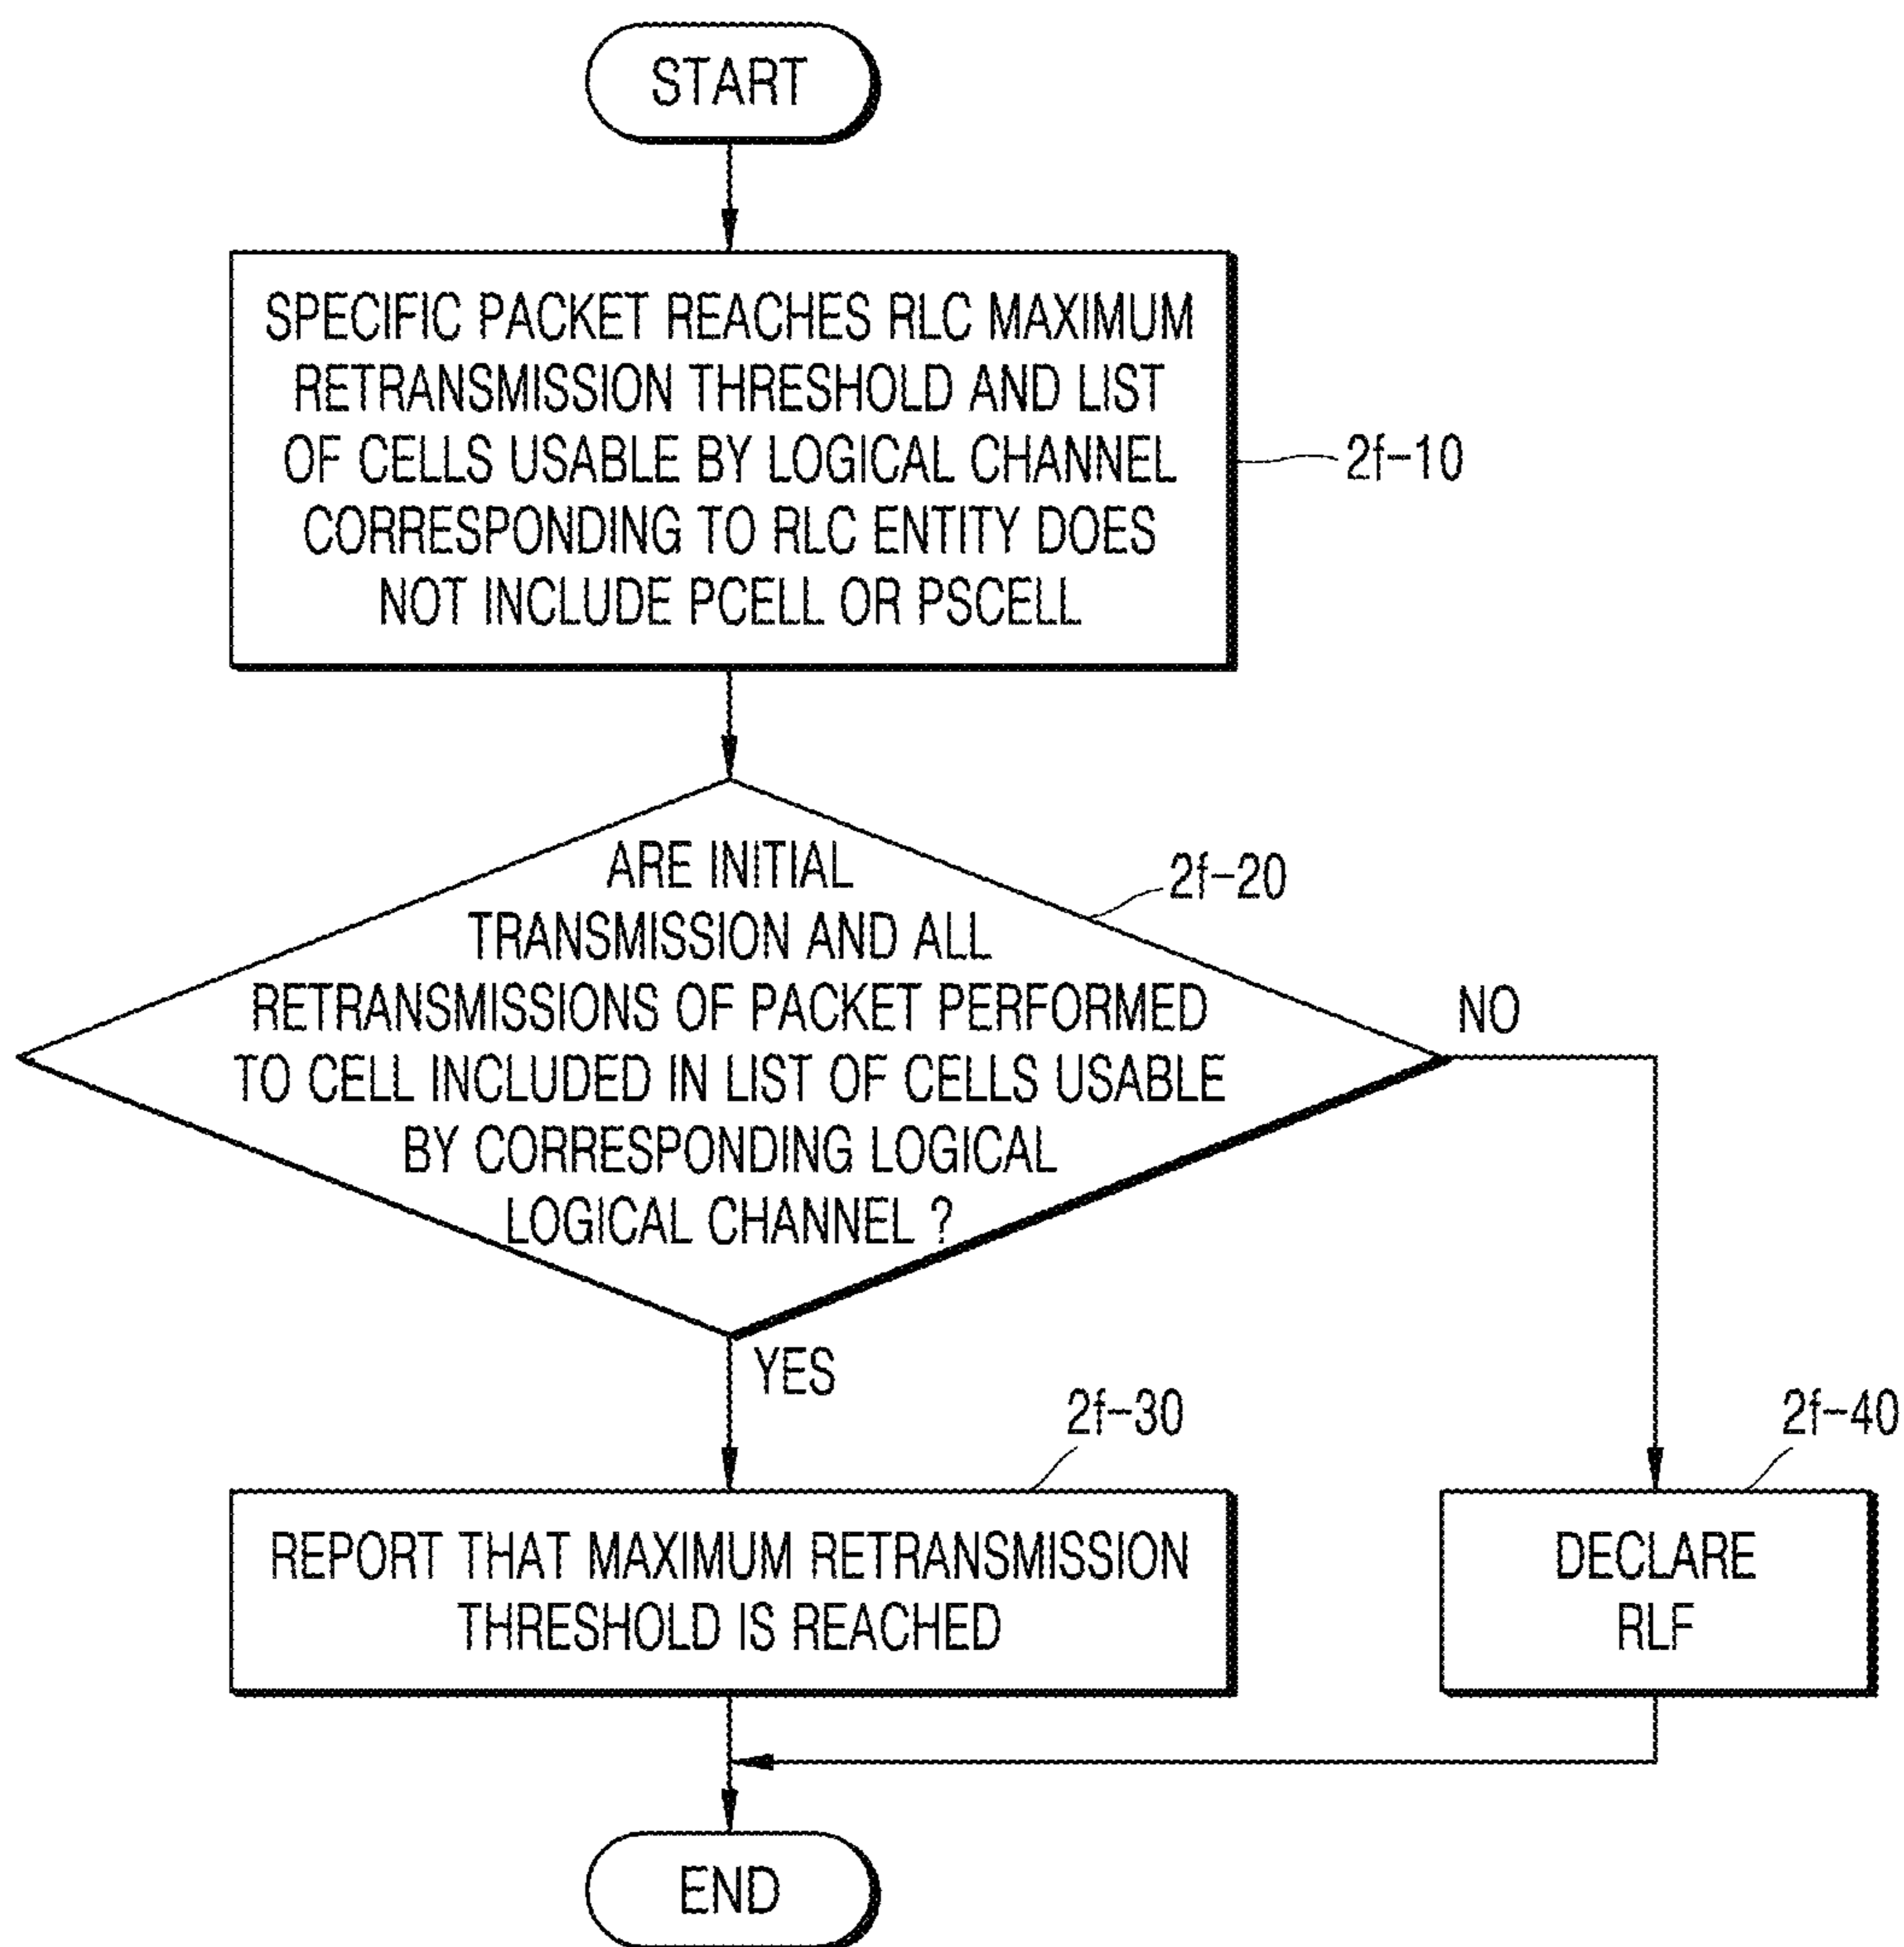 START
SPECIFIC PACKET REACHES RLC MAXIMUM
RETRANSMISSION THRESHOLD AND LIST
OF CELLS USABLE BY LOGICAL CHANNEL
CORRESPONDING TO RLC ENTITY DOES
NOT INCLUDE PCELL OR PSCELL
2f-10
ARE INITIAL
TRANSMISSION AND ALL
RETRANSMISSIONS OF PACKET PERFORMED
TO CELL INCLUDED IN LIST OF CELLS USABLE
BY CORRESPONDING LOGICAL
LOGICAL CHANNEL ?
2f-20
NO
YES
2f-30
REPORT THAT MAXIMUM RETRANSMISSION
THRESHOLD IS REACHED
2f-40
DECLARE
RLF
END